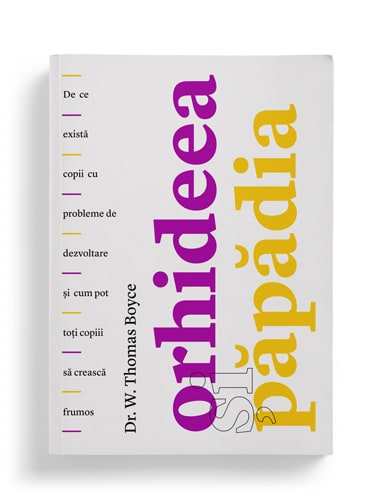 De ce
există
copii cu
probleme de
dezvoltare
și cum pot
toți copiii
să crească
frumos
Dr. W. Thomas Boyce
orhideea
și
păpădia